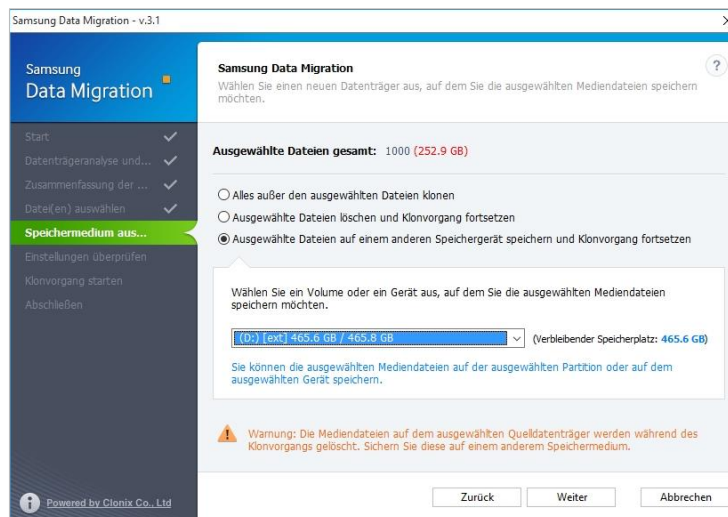 Samsung Data Migration - v.3.1
Samsung
Data Migration
Start
Datenträgeranalyse und...
Zusammenfassung der ...
Datei(en) auswählen
Speichermedium aus...
Einstellungen überprüfen
Klonvorgang starten
Abschließen
Powered by Clonix Co., Ltd
Samsung Data Migration
?
Wählen Sie einen neuen Datenträger aus, auf dem Sie die ausgewählten Mediendateien speichern
möchten.
Ausgewählte Dateien gesamt: 1000 (252.9 GB)
Alles außer den ausgewählten Dateien klonen
Ausgewählte Dateien löschen und Klonvorgang fortsetzen
Ausgewählte Dateien auf einem anderen Speichergerät speichern und Klonvorgang fortsetzen
Wählen Sie ein Volume oder ein Gerät aus, auf dem Sie die ausgewählten Mediendateien
speichern möchten.
(D:) [ext] 465.6 GB / 465.8 GB (Verbleibender Speicherplatz: 465.6 GB)
Sie können die ausgewählten Mediendateien auf der ausgewählten Partition oder auf dem
ausgewählten Gerät speichern.
Warnung: Die Mediendateien auf dem ausgewählten Quelldatenträger werden während des
Klonvorgangs gelöscht. Sichern Sie diese auf einem anderem Speichermedium.
Zurück Weiter Abbrechen